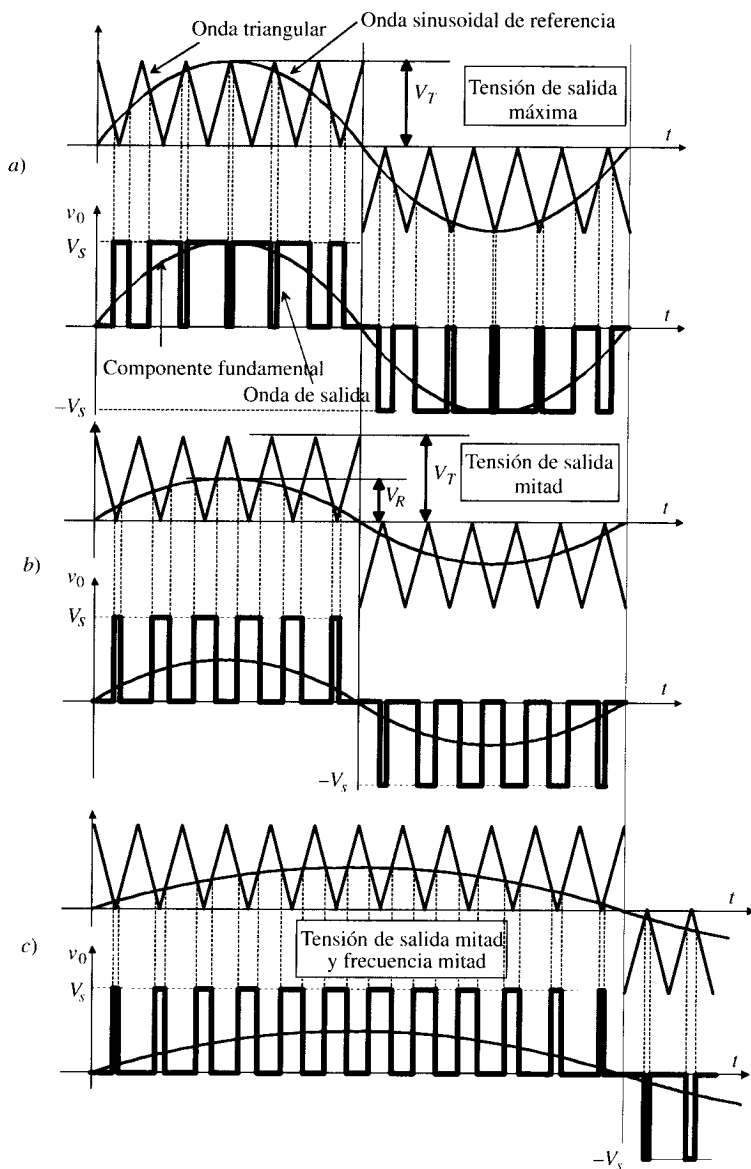 Onda triangular
Onda sinusoidal de referencia
V_T
Tensión de salida
máxima
t
a)
v_0
V_S
t
Componente fundamental
Onda de salida
−V_s
V_T
V_R
Tensión de salida
mitad
t
b)
v_0
V_s
t
−V_s
t
Tensión de salida mitad
y frecuencia mitad
c)
v_0
V_s
t
−V_s